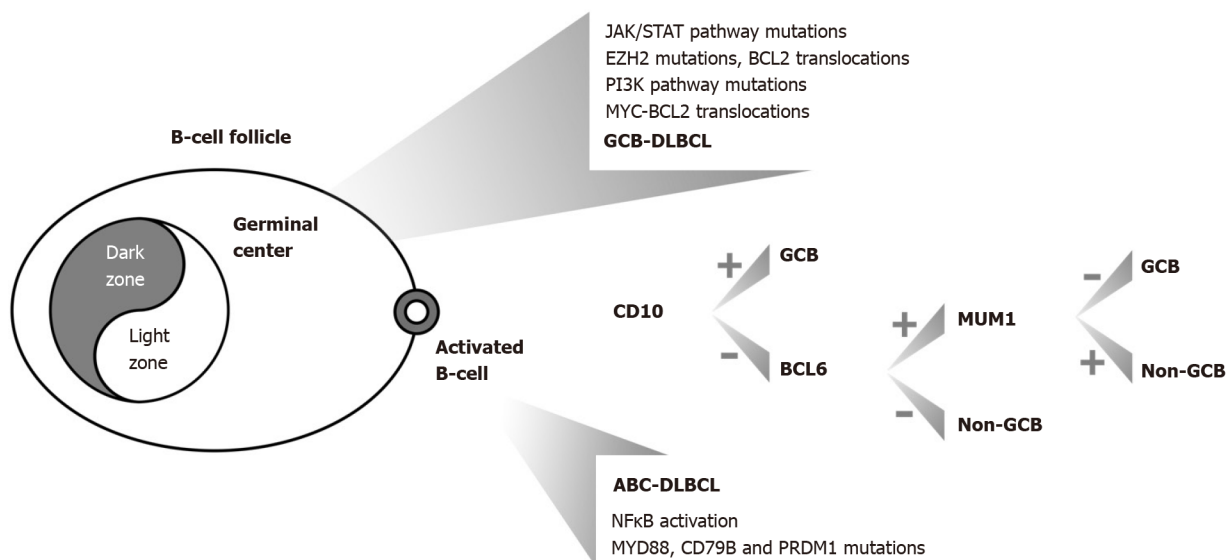 JAK/STAT pathway mutations
EZH2 mutations, BCL2 translocations
PI3K pathway mutations
MYC-BCL2 translocations
GCB-DLBCL
B-cell follicle
Germinal
center
Dark
zone
Light
zone
Activated
B-cell
CD10
+
GCB
-
BCL6
+
MUM1
-
Non-GCB
-
GCB
+
Non-GCB
ABC-DLBCL
NFκB activation
MYD88, CD79B and PRDM1 mutations